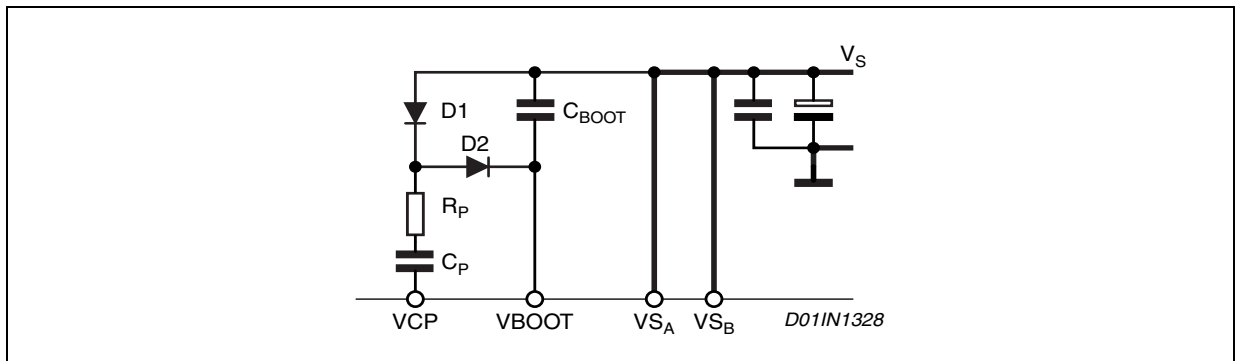 V_S
D1
C_BOOT
D2
R_P
C_P
VCP VBOOT VS_A VS_B D01IN1328